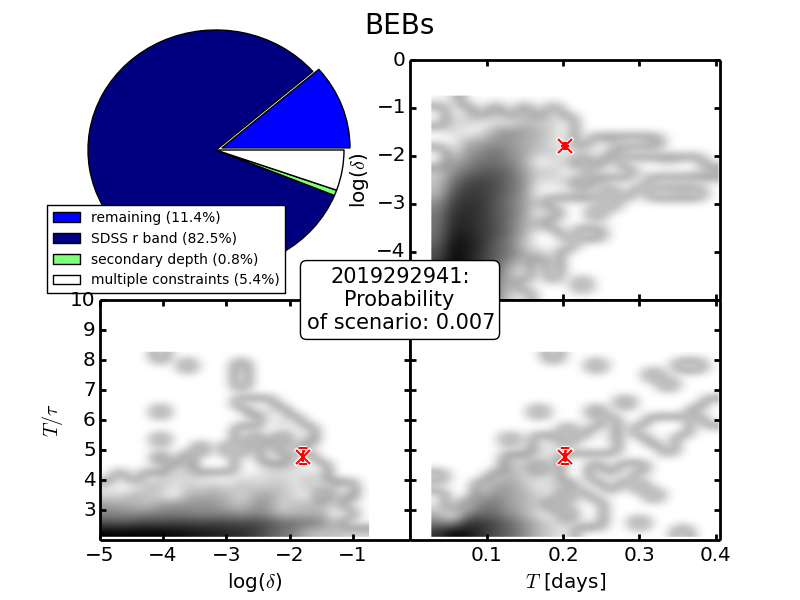 BEBs
remaining (11.4%)
SDSS r band (82.5%)
secondary depth (0.8%)
multiple constraints (5.4%)
0
−1
−2
−3
−4
log(δ)
2019292941:
Probability
of scenario: 0.007
10
9
8
7
6
5
4
3
T/τ
−5 −4 −3 −2 −1
log(δ)
0.1 0.2 0.3 0.4
T [days]